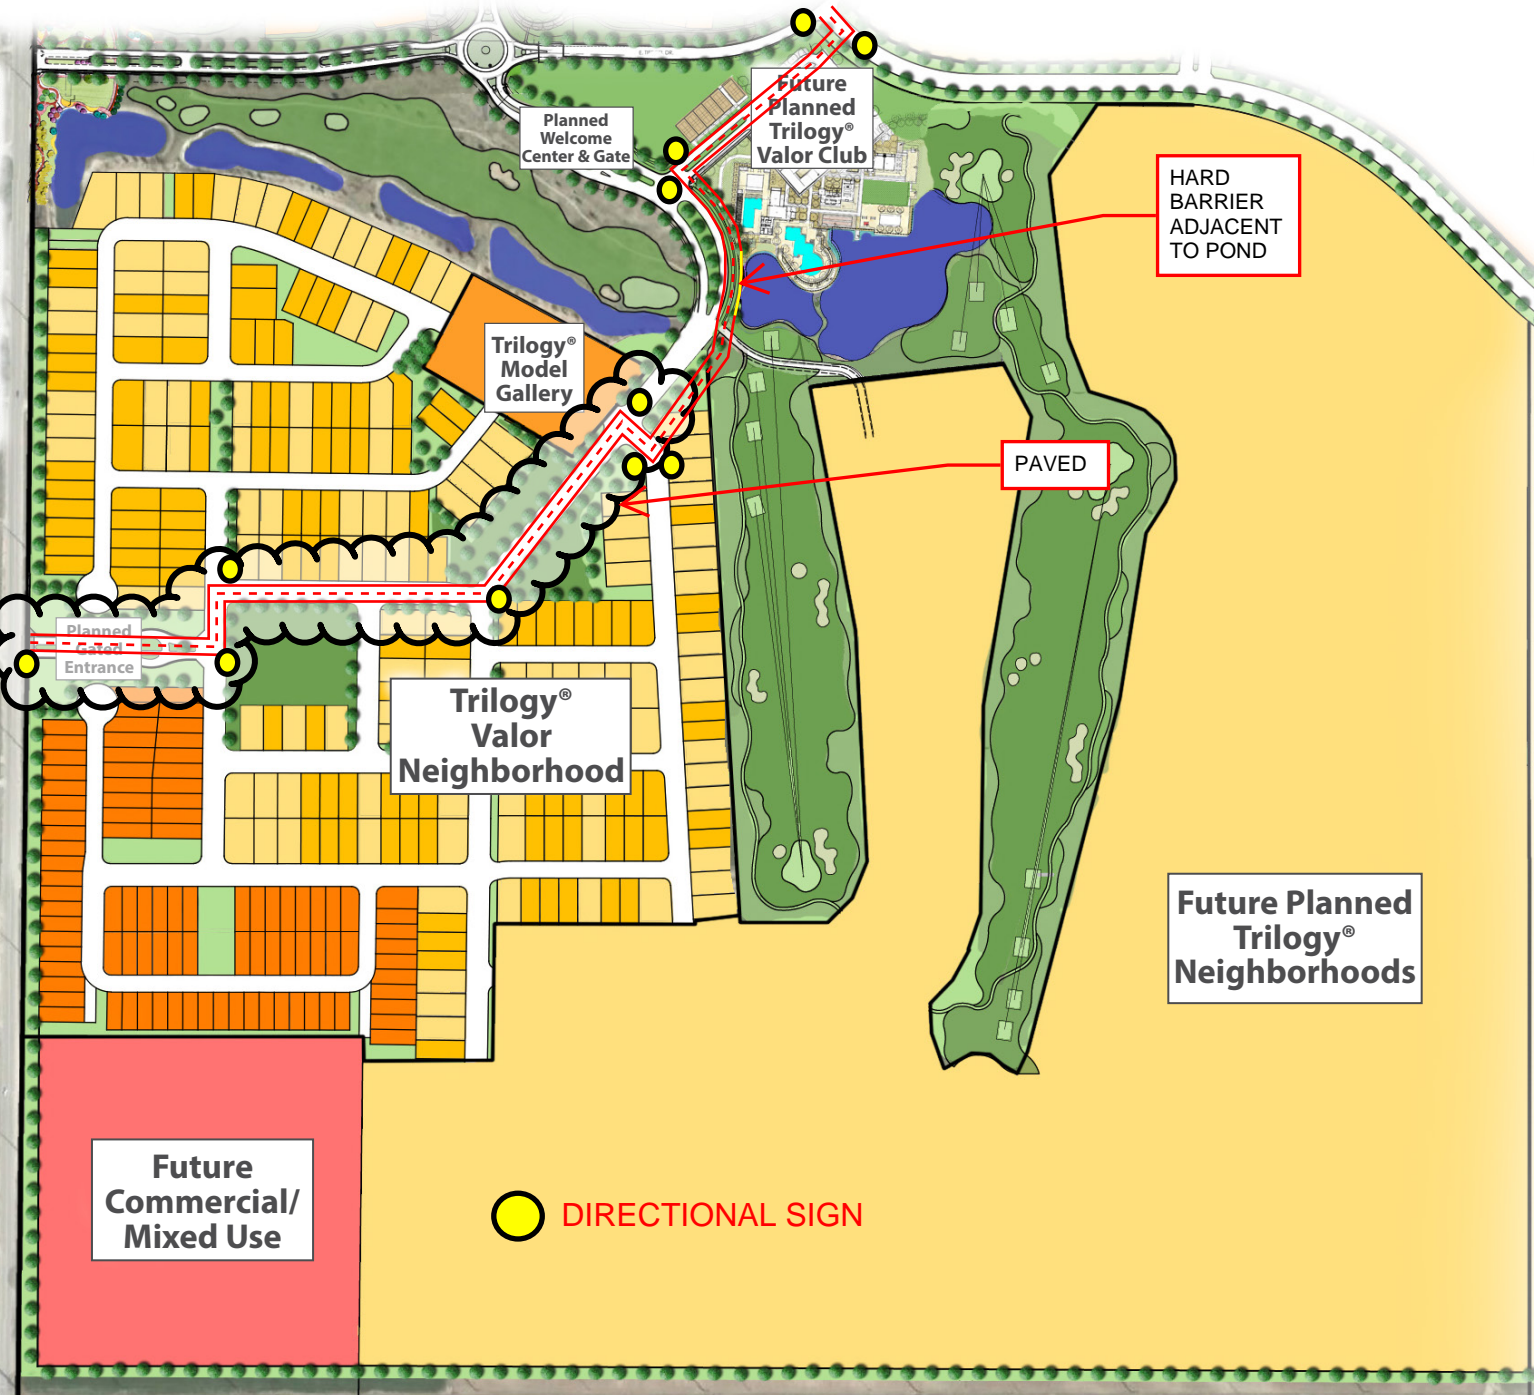 Planned
Welcome
Center & Gate
Future
Planned
Trilogy®
Valor Club
HARD
BARRIER
ADJACENT
TO POND
Trilogy®
Model
Gallery
PAVED
Planned
Gated
Entrance
Trilogy®
Valor
Neighborhood
Future Planned
Trilogy®
Neighborhoods
Future
Commercial/
Mixed Use
DIRECTIONAL SIGN